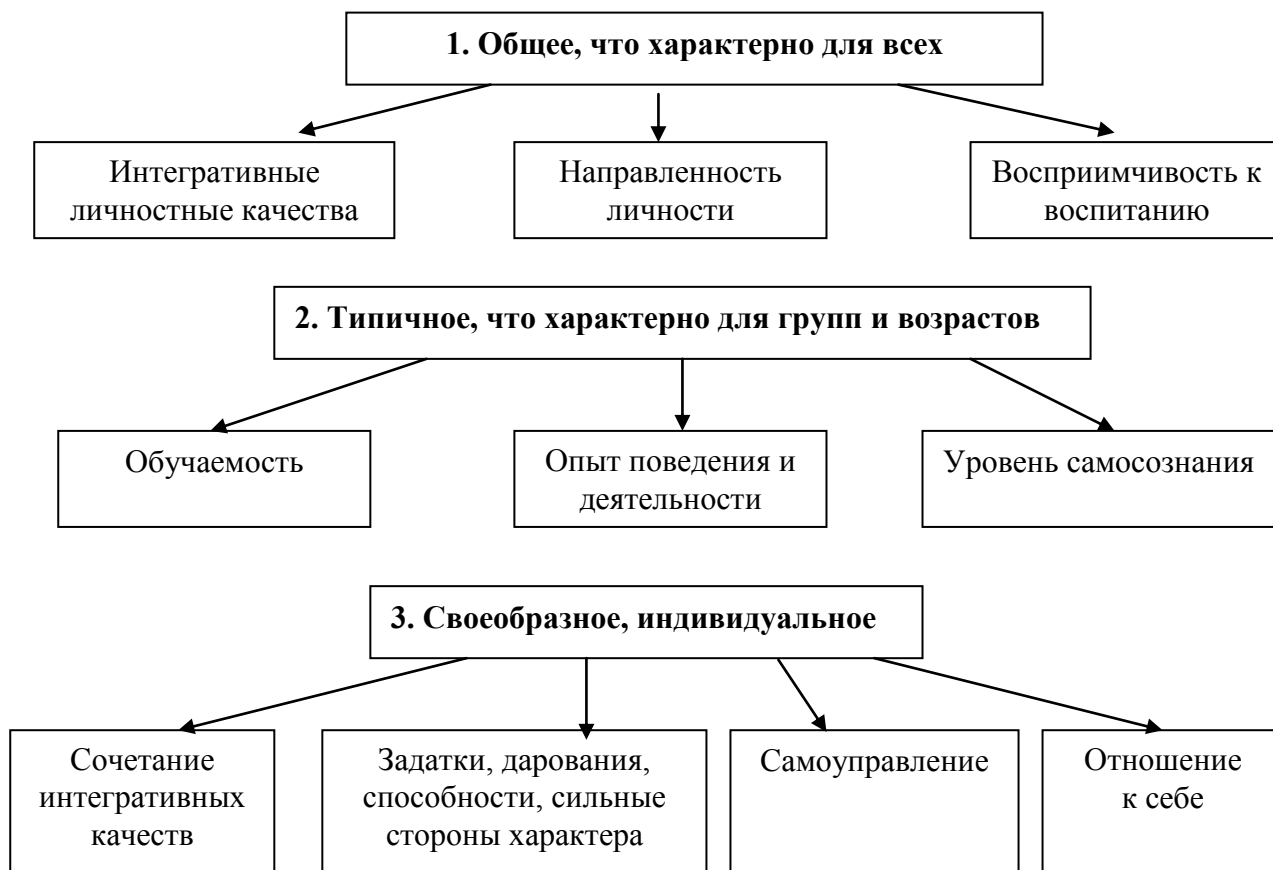 1. Общее, что характерно для всех
Интегративные
личностные качества
Направленность
личности
Восприимчивость к
воспитанию
2. Типичное, что характерно для групп и возрастов
Обучаемость
Опыт поведения и
деятельности
Уровень самосознания
3. Своеобразное, индивидуальное
Сочетание
интегративных
качеств
Задатки, дарования,
способности, сильные
стороны характера
Самоуправление
Отношение
к себе